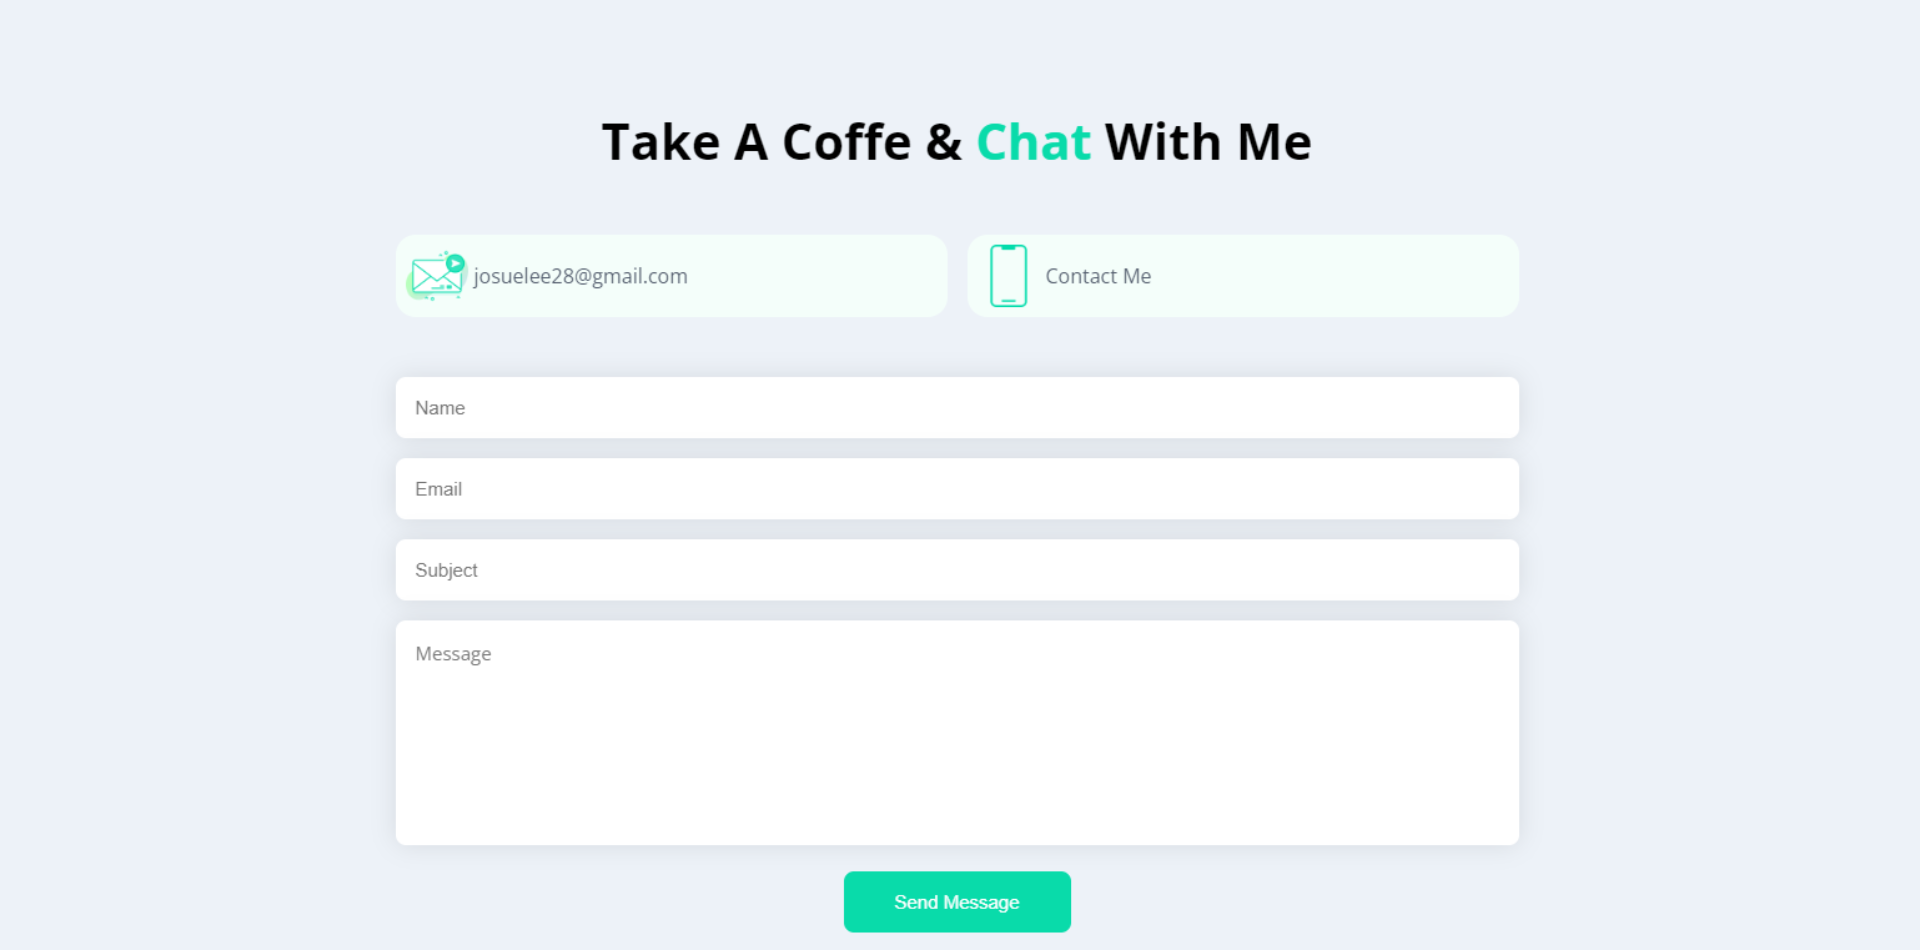 Take A Coffe & Chat With Me
josuelee28@gmail.com
Contact Me
Name
Email
Subject
Message
Send Message